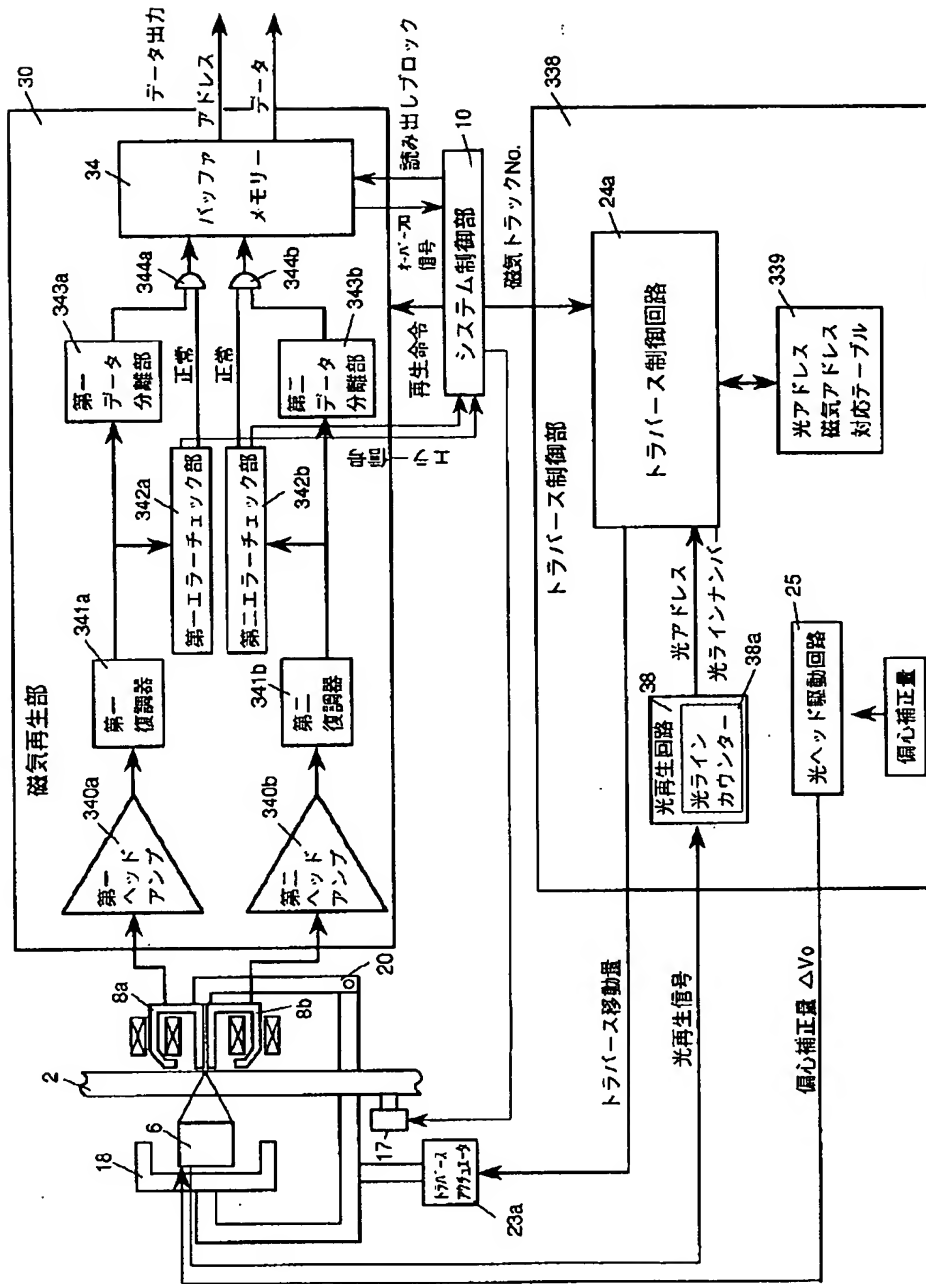 データ出力
アドレス
データ
30
34
バッファ
メモリー
読み出しブロック
10
オーバーフロー
信号
システム制御部
再生命令
磁気トラックNo.
エラー
信号
343a
第一
データ
分離部
344a
正常
正常
344b
343b
第二
データ
分離部
342a
第一エラーチェック部
第二エラーチェック部
342b
341a
第一
復調器
341b
第二
復調器
磁気再生部
340a
第一
ヘッド
アンプ
340b
第二
ヘッド
アンプ
8a
8b
20
2
6
18
17
トラバース
アクチュエータ
23a
トラバース移動量
光再生信号
偏心補正量 ΔVo
338
トラバース制御部
24a
トラバース制御回路
339
光アドレス
磁気アドレス
対応テーブル
光アドレス
光ラインナンバー
38
光再生回路
光ライン
カウンター
38a
25
光ヘッド駆動回路
偏心補正量